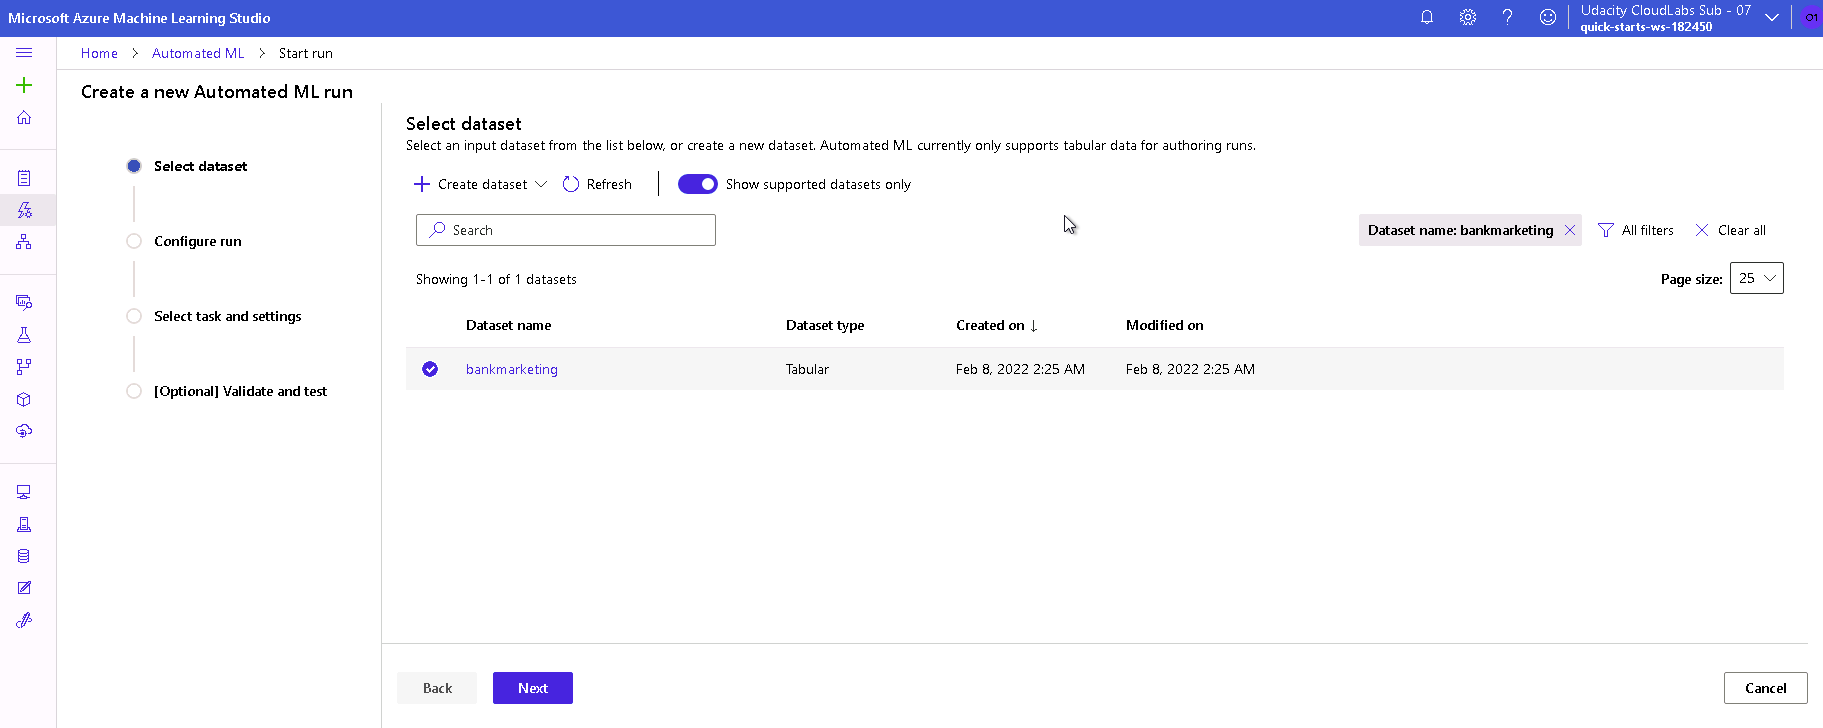 Microsoft Azure Machine Learning Studio
Udacity CloudLabs Sub - 07
quick-starts-ws-182450
O1
Home > Automated ML > Start run
Create a new Automated ML run
Select dataset
Configure run
Select task and settings
[Optional] Validate and test
Select dataset
Select an input dataset from the list below, or create a new dataset. Automated ML currently only supports tabular data for authoring runs.
Create dataset Refresh Show supported datasets only
Search
Dataset name: bankmarketing All filters Clear all
Showing 1-1 of 1 datasets
Page size: 25
Dataset name Dataset type Created on ↓ Modified on
bankmarketing Tabular Feb 8, 2022 2:25 AM Feb 8, 2022 2:25 AM
Back Next Cancel